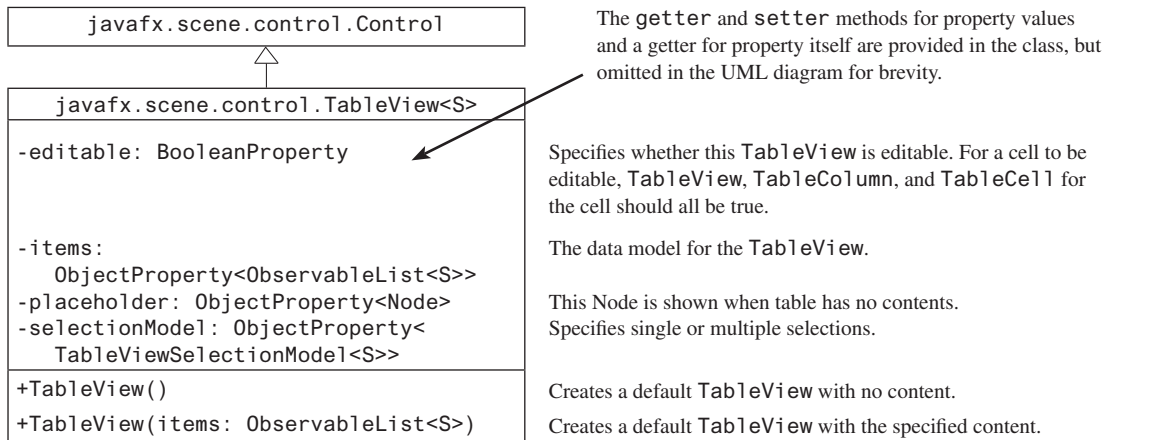 javafx.scene.control.Control
The getter and setter methods for property values
and a getter for property itself are provided in the class, but
omitted in the UML diagram for brevity.
javafx.scene.control.TableView<S>
-editable: BooleanProperty
Specifies whether this TableView is editable. For a cell to be
editable, TableView, TableColumn, and TableCell for
the cell should all be true.
-items:
ObjectProperty<ObservableList<S>>
The data model for the TableView.
-placeholder: ObjectProperty<Node>
This Node is shown when table has no contents.
-selectionModel: ObjectProperty<
TableViewSelectionModel<S>>
Specifies single or multiple selections.
+TableView()
Creates a default TableView with no content.
+TableView(items: ObservableList<S>)
Creates a default TableView with the specified content.